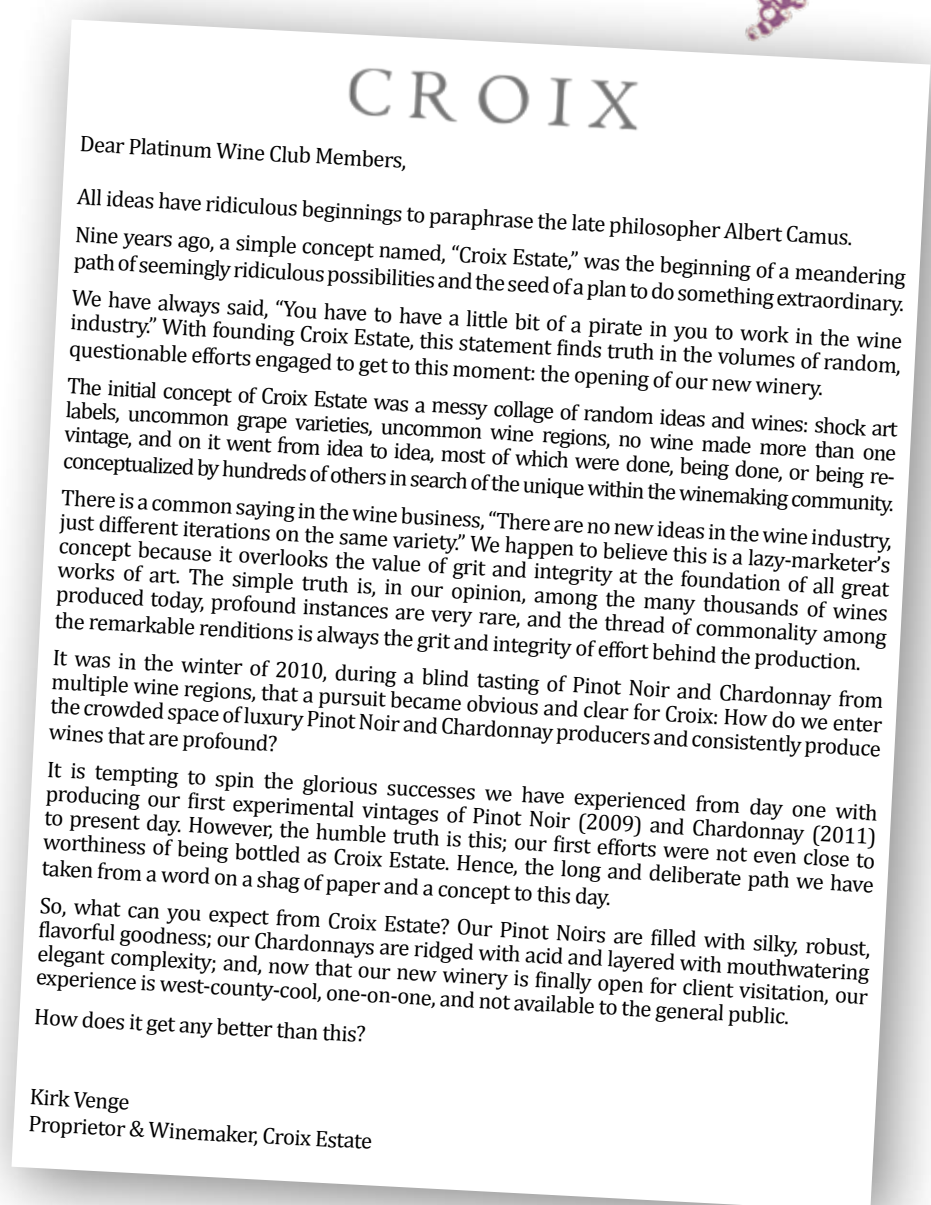 CROIX
Dear Platinum Wine Club Members,
All ideas have ridiculous beginnings to paraphrase the late philosopher Albert Camus.
Nine years ago, a simple concept named, “Croix Estate,” was the beginning of a meandering
path of seemingly ridiculous possibilities and the seed of a plan to do something extraordinary.
We have always said, “You have to have a little bit of a pirate in you to work in the wine
industry.” With founding Croix Estate, this statement finds truth in the volumes of random,
questionable efforts engaged to get to this moment: the opening of our new winery.
The initial concept of Croix Estate was a messy collage of random ideas and wines: shock art
labels, uncommon grape varieties, uncommon wine regions, no wine made more than one
vintage, and on it went from idea to idea, most of which were done, being done, or being re-
conceptualized by hundreds of others in search of the unique within the winemaking community.
There is a common saying in the wine business, “There are no new ideas in the wine industry,
just different iterations on the same variety.” We happen to believe this is a lazy-marketer’s
concept because it overlooks the value of grit and integrity at the foundation of all great
works of art. The simple truth is, in our opinion, among the many thousands of wines
produced today, profound instances are very rare, and the thread of commonality among
the remarkable renditions is always the grit and integrity of effort behind the production.
It was in the winter of 2010, during a blind tasting of Pinot Noir and Chardonnay from
multiple wine regions, that a pursuit became obvious and clear for Croix: How do we enter
the crowded space of luxury Pinot Noir and Chardonnay producers and consistently produce
wines that are profound?
It is tempting to spin the glorious successes we have experienced from day one with
producing our first experimental vintages of Pinot Noir (2009) and Chardonnay (2011)
to present day. However, the humble truth is this; our first efforts were not even close to
worthiness of being bottled as Croix Estate. Hence, the long and deliberate path we have
taken from a word on a shag of paper and a concept to this day.
So, what can you expect from Croix Estate? Our Pinot Noirs are filled with silky, robust,
flavorful goodness; our Chardonnays are ridged with acid and layered with mouthwatering
elegant complexity; and, now that our new winery is finally open for client visitation, our
experience is west-county-cool, one-on-one, and not available to the general public.
How does it get any better than this?
Kirk Venge
Proprietor & Winemaker, Croix Estate